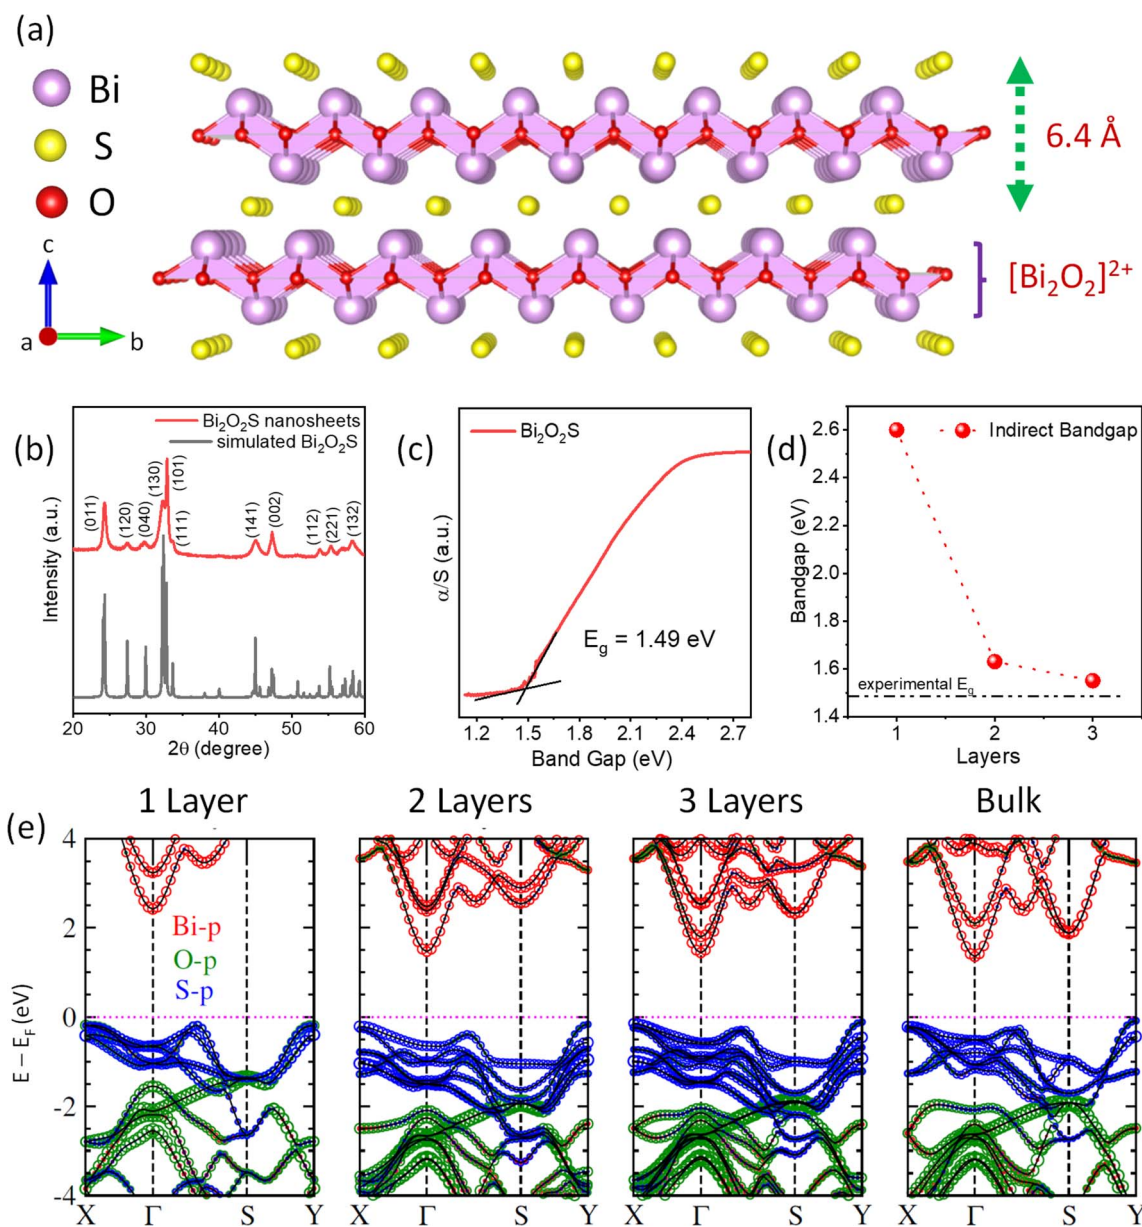 (a)
Bi
S
O
c
a
b
6.4 Å
[Bi₂O₂]²⁺
(b)
Bi₂O₂S nanosheets
simulated Bi₂O₂S
(011)
(120)
(040)
(130)
(101)
(111)
(141)
(002)
(112)
(221)
(132)
Intensity (a.u.)
20 30 40 50 60
2θ (degree)
(c)
Bi₂O₂S
α/S (a.u.)
E_g = 1.49 eV
1.2 1.5 1.8 2.1 2.4 2.7
Band Gap (eV)
(d)
Indirect Bandgap
Bandgap (eV)
2.6
2.4
2.2
2.0
1.8
1.6
1.4
experimental E_g
1 2 3
Layers
(e)
1 Layer
2 Layers
3 Layers
Bulk
E − E_F (eV)
4
2
0
-2
-4
Bi-p
O-p
S-p
X Γ S Y
X Γ S Y
X Γ S Y
X Γ S Y